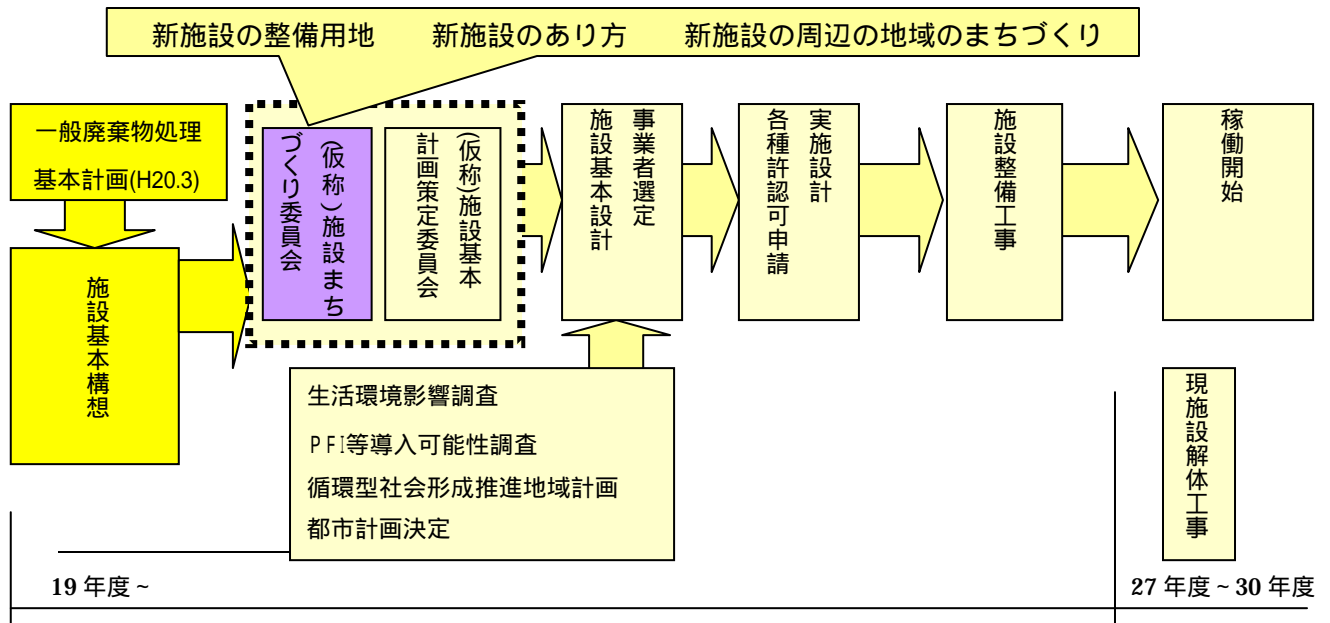 新施設の整備用地 新施設のあり方 新施設の周辺の地域のまちづくり
一般廃棄物処理
基本計画(H20.3)
施設基本構想
(仮称)施設まち
づくり委員会
(仮称)施設基本
計画策定委員会
事業者選定
施設基本設計
実施設計
各種許認可申請
施設整備工事
稼働開始
生活環境影響調査
PFI等導入可能性調査
循環型社会形成推進地域計画
都市計画決定
現施設解体工事
19年度~
27年度~30年度